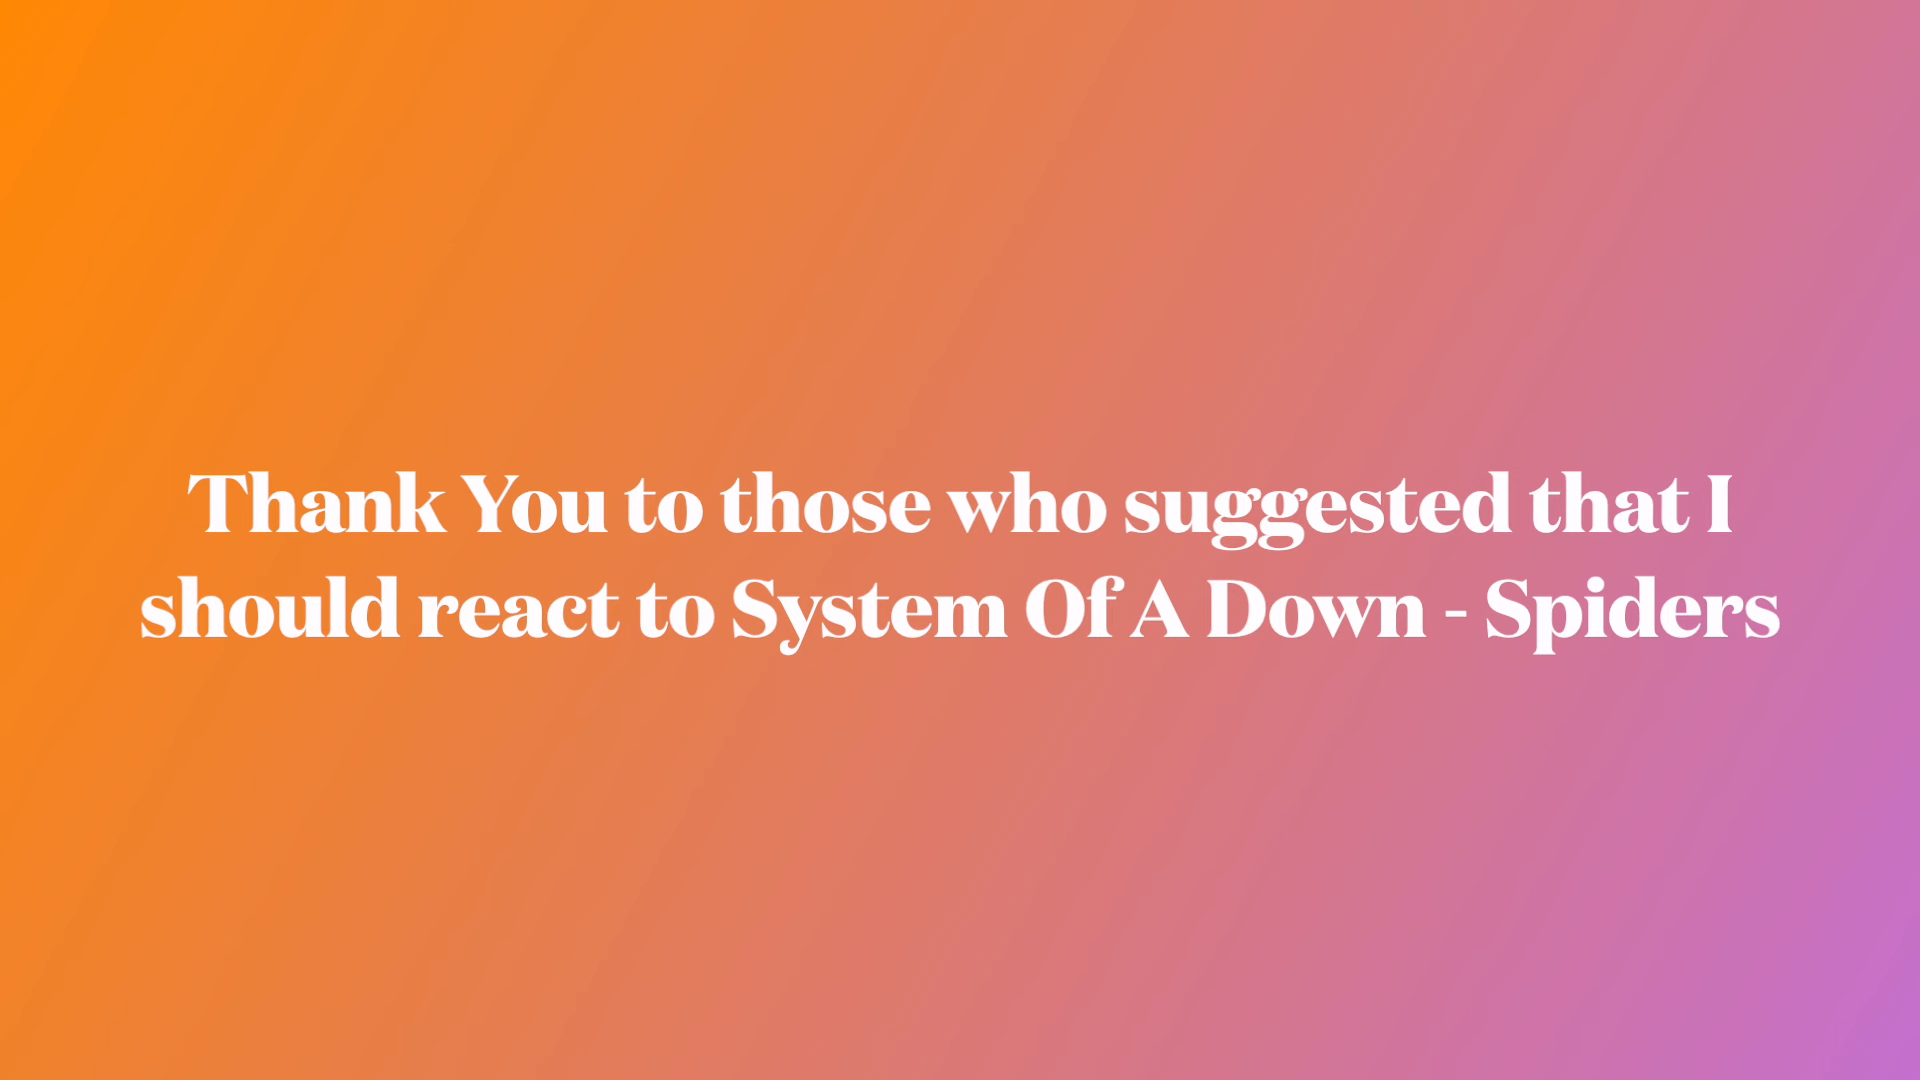 Thank You to those who suggested that I
should react to System Of A Down - Spiders